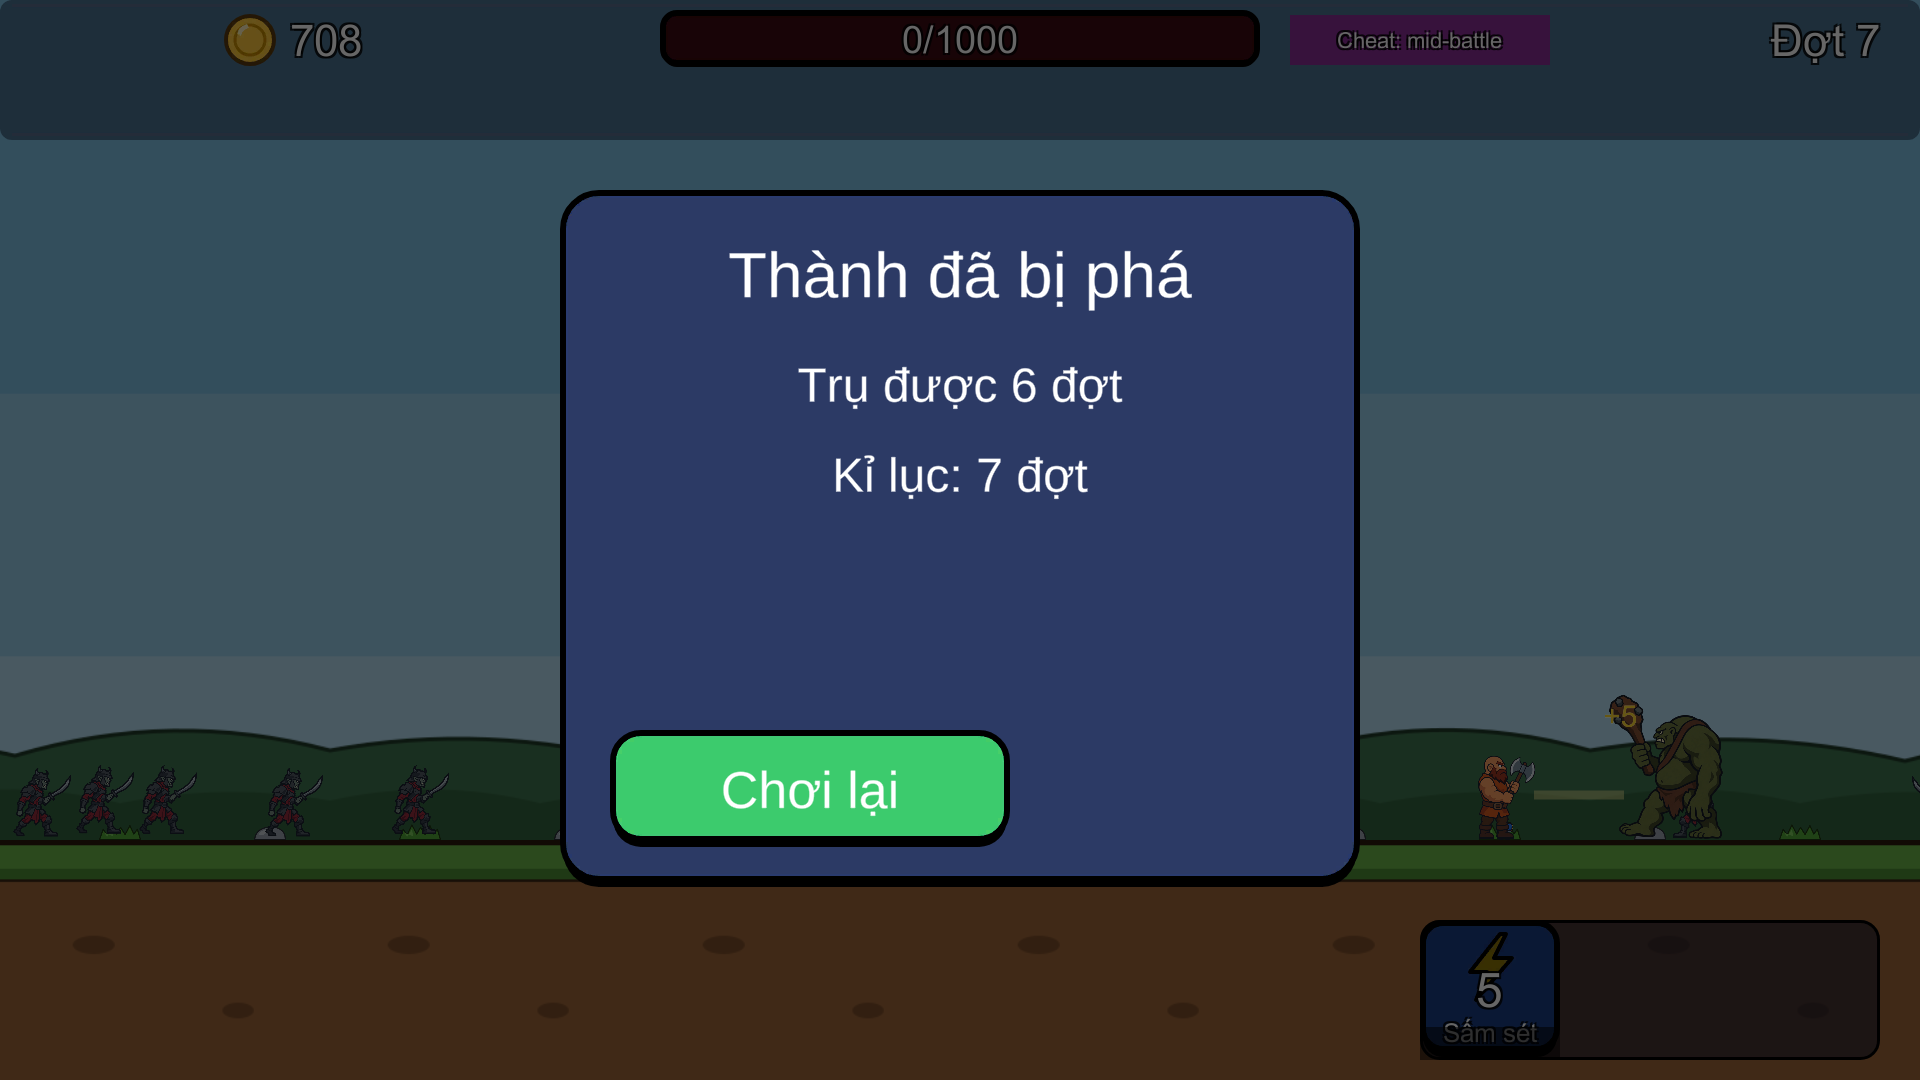 708
0/1000
Cheat: mid-battle
Đợt 7
Thành đã bị phá
Trụ được 6 đợt
Kỉ lục: 7 đợt
+5
Chơi lại
5
Sấm sét